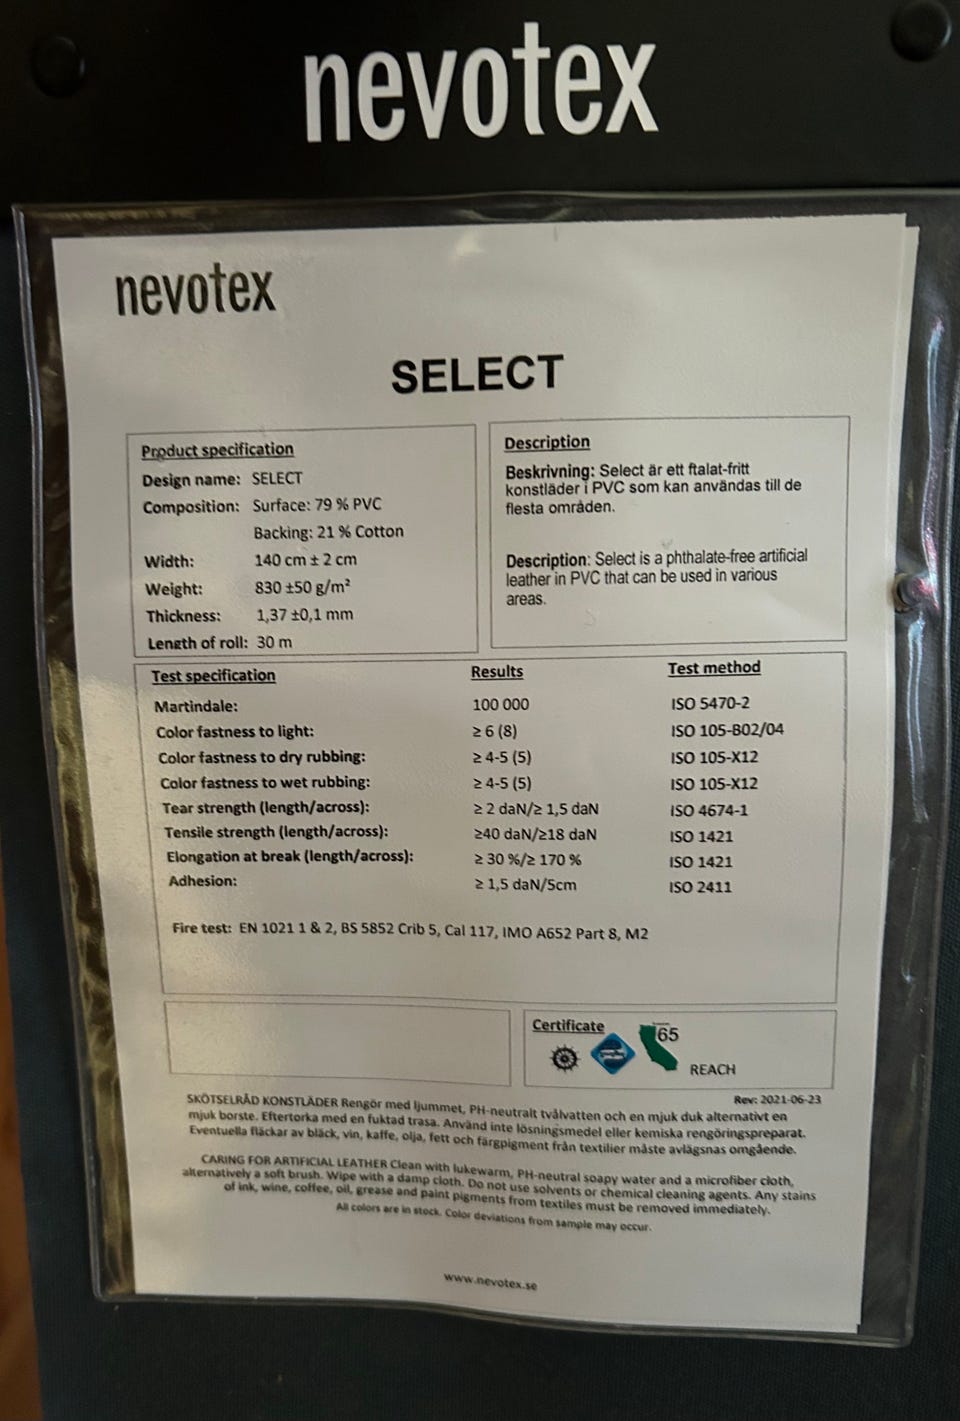 nevotex
nevotex
SELECT
Product specification
Design name: SELECT
Composition: Surface: 79 % PVC
Backing: 21 % Cotton
Width: 140 cm ± 2 cm
Weight: 830 ±50 g/m²
Thickness: 1,37 ±0,1 mm
Length of roll: 30 m
Description
Beskrivning: Select är ett ftalat-fritt
konstläder i PVC som kan användas till de
flesta områden.
Description: Select is a phthalate-free artificial
leather in PVC that can be used in various
areas.
Test specification Results Test method
Martindale: 100 000 ISO 5470-2
Color fastness to light: ≥ 6 (8) ISO 105-B02/04
Color fastness to dry rubbing: ≥ 4-5 (5) ISO 105-X12
Color fastness to wet rubbing: ≥ 4-5 (5) ISO 105-X12
Tear strength (length/across): ≥ 2 daN/≥ 1,5 daN ISO 4674-1
Tensile strength (length/across): ≥40 daN/≥18 daN ISO 1421
Elongation at break (length/across): ≥ 30 %/≥ 170 % ISO 1421
Adhesion: ≥ 1,5 daN/5cm ISO 2411
Fire test: EN 1021 1 & 2, BS 5852 Crib 5, Cal 117, IMO A652 Part 8, M2
Certificate
65
REACH
Rev: 2021-06-23
SKÖTSELRÅD KONSTLÄDER Rengör med ljummet, PH-neutralt tvålvatten och en mjuk duk alternativt en
mjuk borste. Eftertorka med en fuktad trasa. Använd inte lösningsmedel eller kemiska rengöringspreparat.
Eventuella fläckar av bläck, vin, kaffe, olja, fett och färgpigment från textilier måste avlägsnas omgående.
CARING FOR ARTIFICIAL LEATHER Clean with lukewarm, PH-neutral soapy water and a microfiber cloth,
alternatively a soft brush. Wipe with a damp cloth. Do not use solvents or chemical cleaning agents. Any stains
of ink, wine, coffee, oil, grease and paint pigments from textiles must be removed immediately.
All colors are in stock. Color deviations from sample may occur.
www.nevotex.se